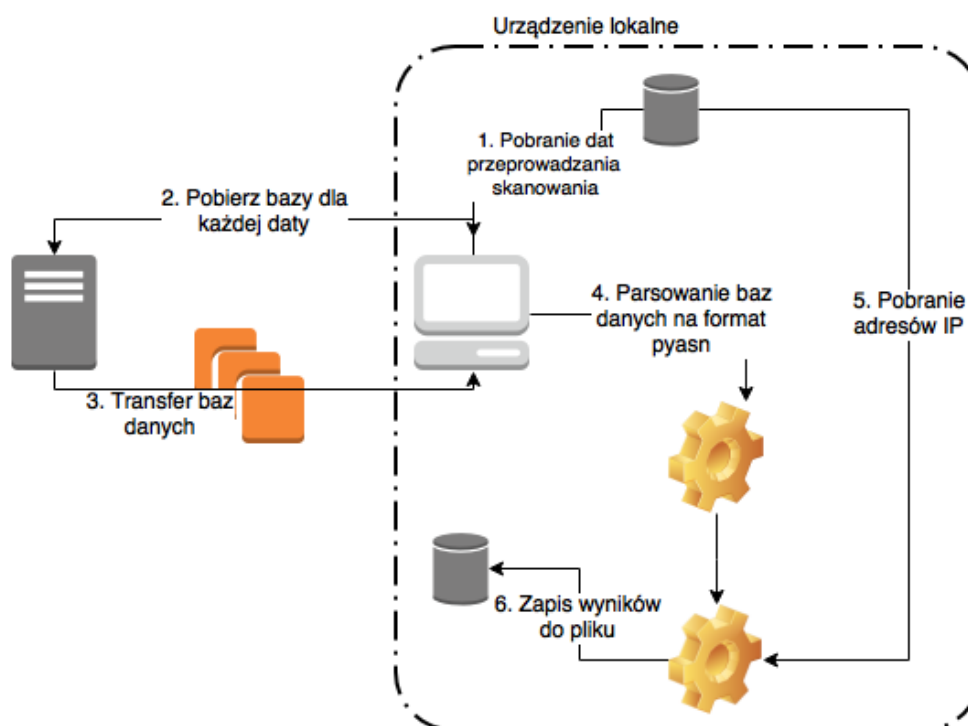 Urządzenie lokalne
1. Pobranie dat
przeprowadzania
skanowania
2. Pobierz bazy dla
każdej daty
3. Transfer baz
danych
4. Parsowanie baz
danych na format
pyasn
5. Pobranie
adresów IP
6. Zapis wyników
do pliku